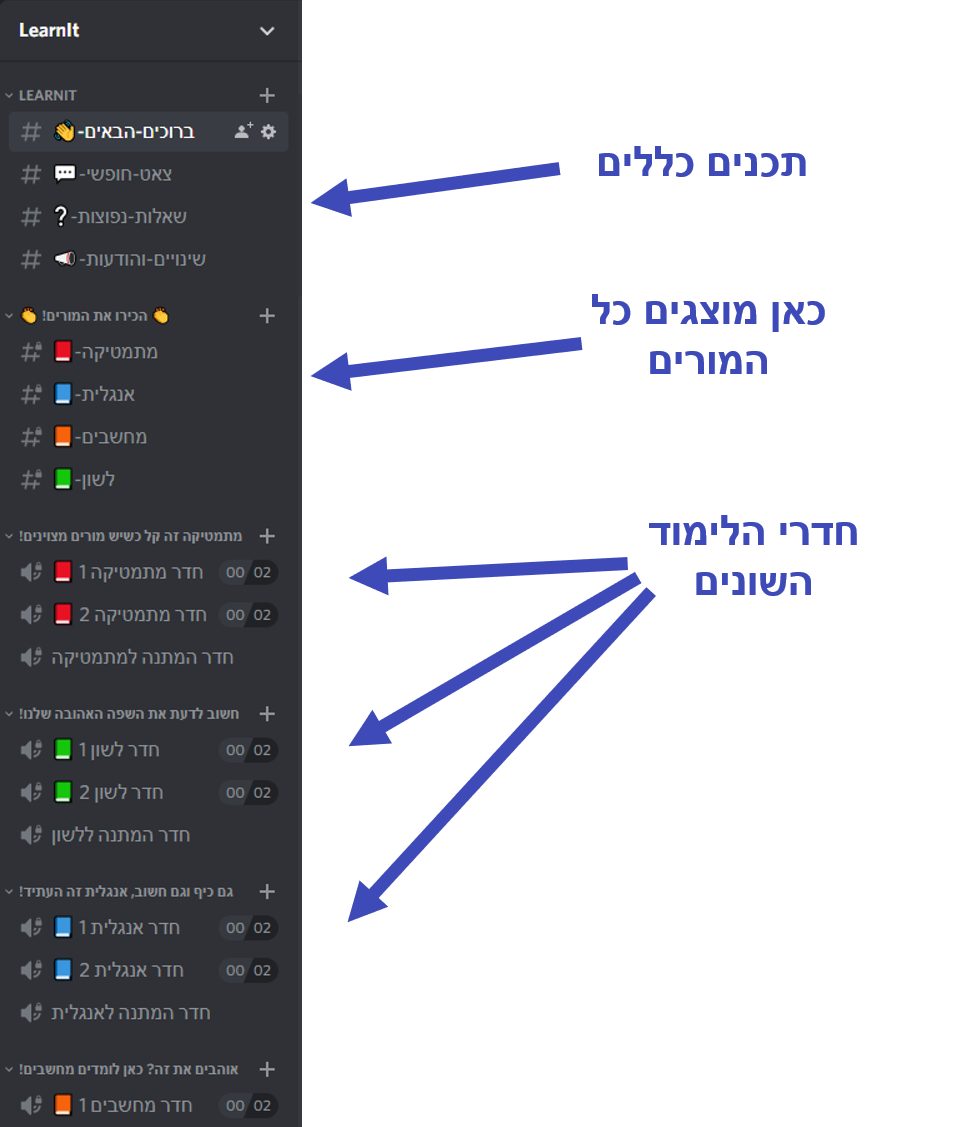 LearnIt
LEARNIT
👋-ברוכים-הבאים
💬-צאט-חופשי
❔-שאלות-נפוצות
📢-שינויים-והודעות
👏 הכירו את המורים! 👏
📕-מתמטיקה
📘-אנגלית
📙-מחשבים
📗-לשון
מתמטיקה זה קל כשיש מורים מצוינים!
📕 חדר מתמטיקה 1 00 02
📕 חדר מתמטיקה 2 00 02
חדר המתנה למתמטיקה
חשוב לדעת את השפה האהובה שלנו!
📗 חדר לשון 1 00 02
📗 חדר לשון 2 00 02
חדר המתנה ללשון
גם כיף וגם חשוב, אנגלית זה העתיד!
📘 חדר אנגלית 1 00 02
📘 חדר אנגלית 2 00 02
חדר המתנה לאנגלית
אוהבים את זה? כאן לומדים מחשבים!
📙 חדר מחשבים 1 00 02
תכנים כללים
כאן מוצגים כל
המורים
חדרי הלימוד
השונים